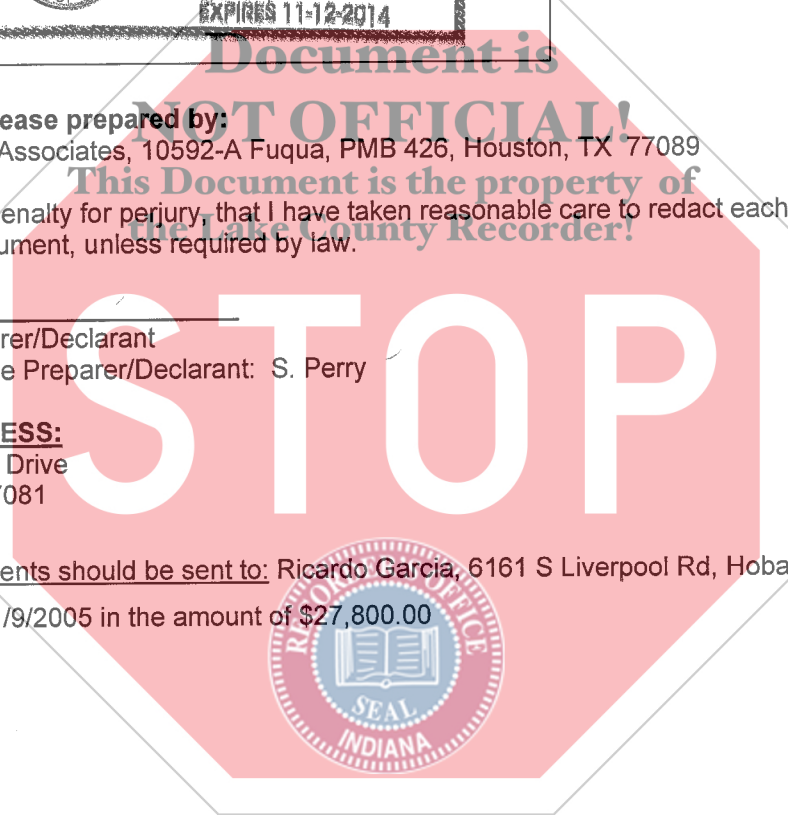 EXPIRES 11-12-2014
Document is
NOT OFFICIAL!
This Document is the property of
the Lake County Recorder!
ease prepared by:
Associates, 10592-A Fuqua, PMB 426, Houston, TX 77089
enalty for perjury, that I have taken reasonable care to redact each
ument, unless required by law.
rer/Declarant
e Preparer/Declarant: S. Perry
STOP
ESS:
Drive
7081
ents should be sent to: Ricardo Garcia, 6161 S Liverpool Rd, Hoba
/9/2005 in the amount of $27,800.00
RECORDER'S OFFICE
SEAL
INDIANA